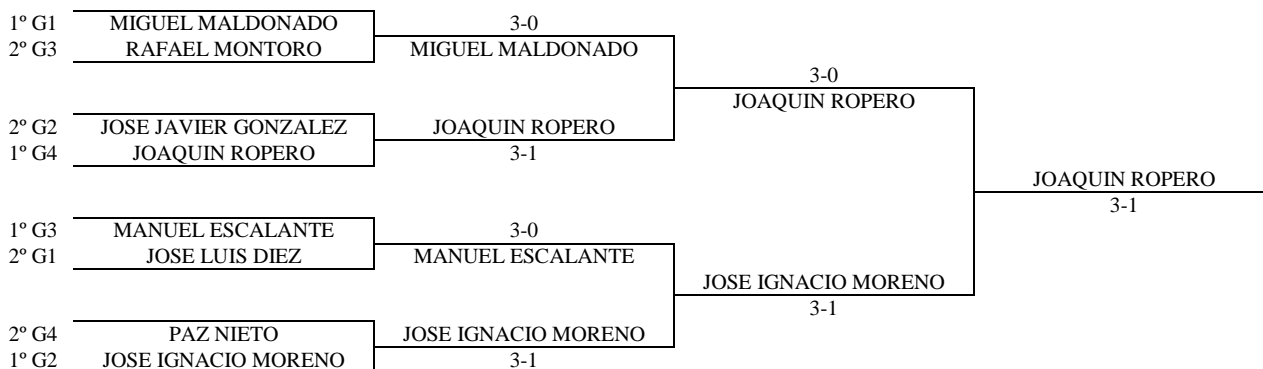 1º G1 MIGUEL MALDONADO 3-0
2º G3 RAFAEL MONTORO MIGUEL MALDONADO
3-0
JOAQUIN ROPERO
2º G2 JOSE JAVIER GONZALEZ JOAQUIN ROPERO
1º G4 JOAQUIN ROPERO 3-1
JOAQUIN ROPERO
3-1
1º G3 MANUEL ESCALANTE 3-0
2º G1 JOSE LUIS DIEZ MANUEL ESCALANTE
JOSE IGNACIO MORENO
3-1
2º G4 PAZ NIETO JOSE IGNACIO MORENO
1º G2 JOSE IGNACIO MORENO 3-1